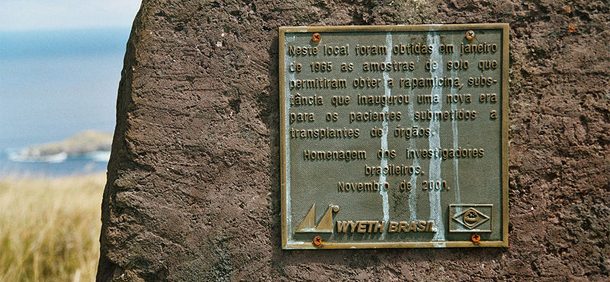 Neste local foram obtidas em janeiro
de 1965 as amostras de solo que
permitiram obter a rapamicina, subs-
tância que inaugurou uma nova era
para os pacientes submetidos a
transplantes de órgãos.
Homenagem dos investigadores
brasileiros.
Novembro de 2001.
WYETH BRASIL